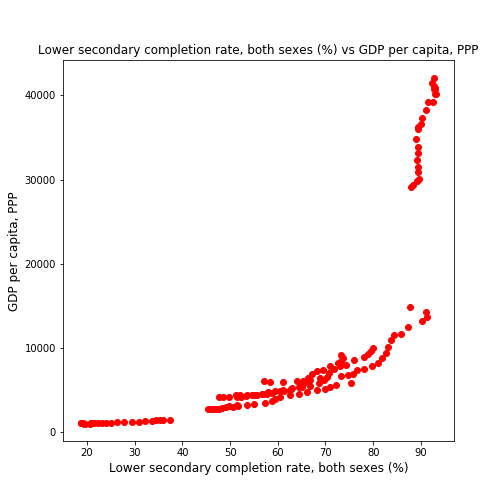 Lower secondary completion rate, both sexes (%) vs GDP per capita, PPP
GDP per capita, PPP
40000
30000
20000
10000
0
20 30 40 50 60 70 80 90
Lower secondary completion rate, both sexes (%)